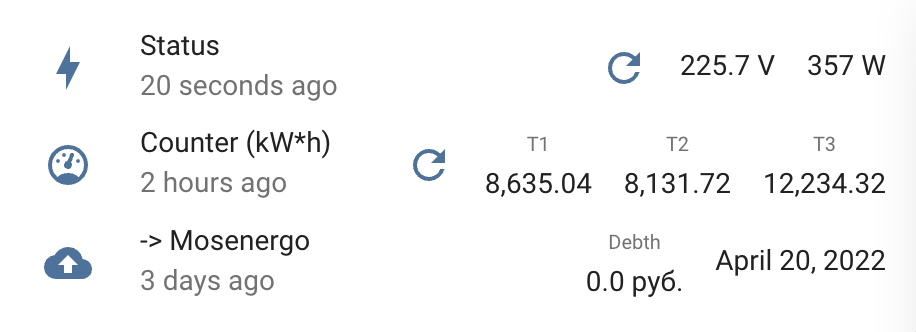 Status
20 seconds ago
225.7 V 357 W
Counter (kW*h)
2 hours ago
T1 T2 T3
8,635.04 8,131.72 12,234.32
-> Mosenergo
3 days ago
Debth
0.0 руб.
April 20, 2022